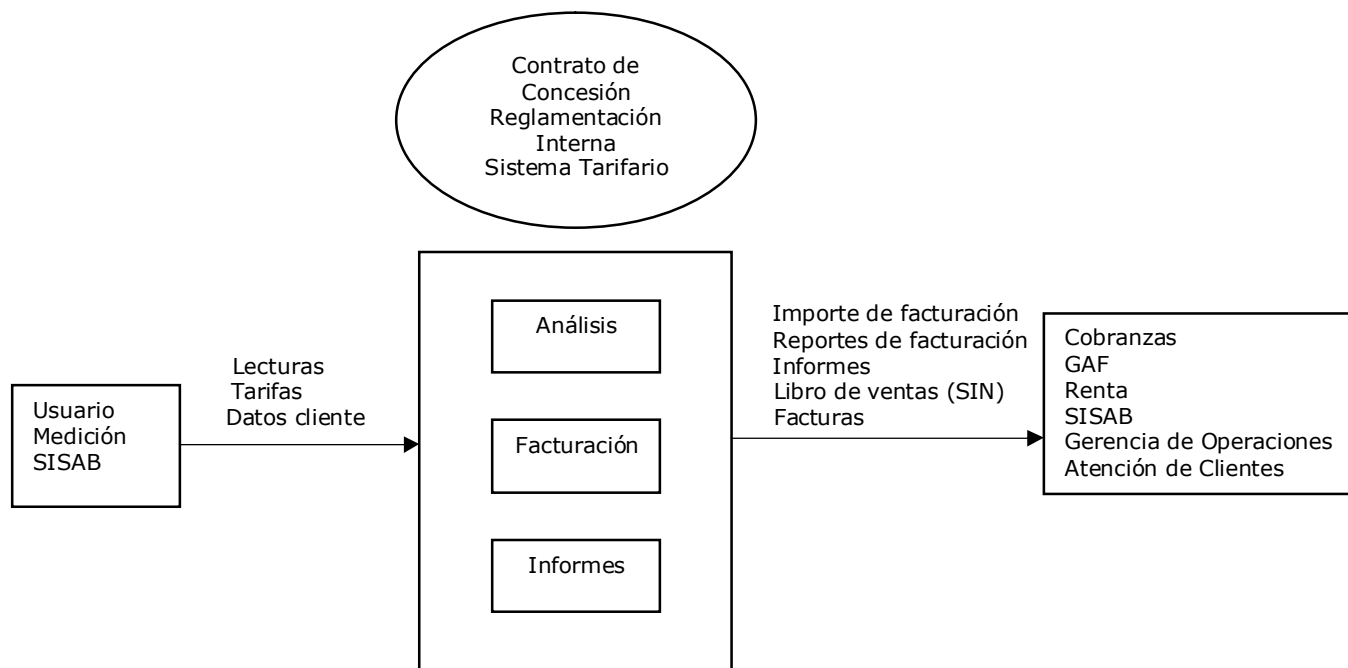 Contrato de
Concesión
Reglamentación
Interna
Sistema Tarifario
Usuario
Medición
SISAB
Lecturas
Tarifas
Datos cliente
Análisis
Facturación
Informes
Importe de facturación
Reportes de facturación
Informes
Libro de ventas (SIN)
Facturas
Cobranzas
GAF
Renta
SISAB
Gerencia de Operaciones
Atención de Clientes